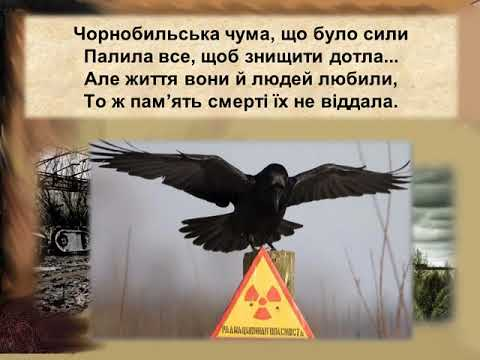 Чорнобильська чума, що було сили
Палила все, щоб знищити дотла...
Але життя вони й людей любили,
То ж пам’ять смерті їх не віддала.